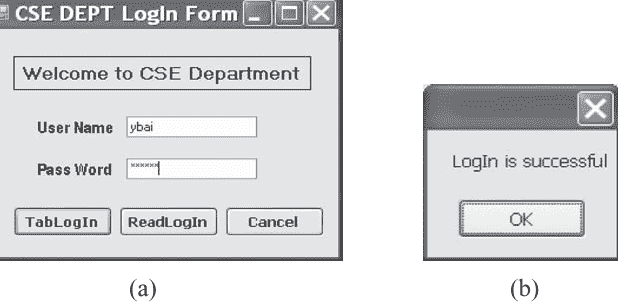 CSE DEPT LogIn Form
Welcome to CSE Department
User Name ybai
Pass Word ******
TabLogIn ReadLogIn Cancel
(a)
LogIn is successful
OK
(b)